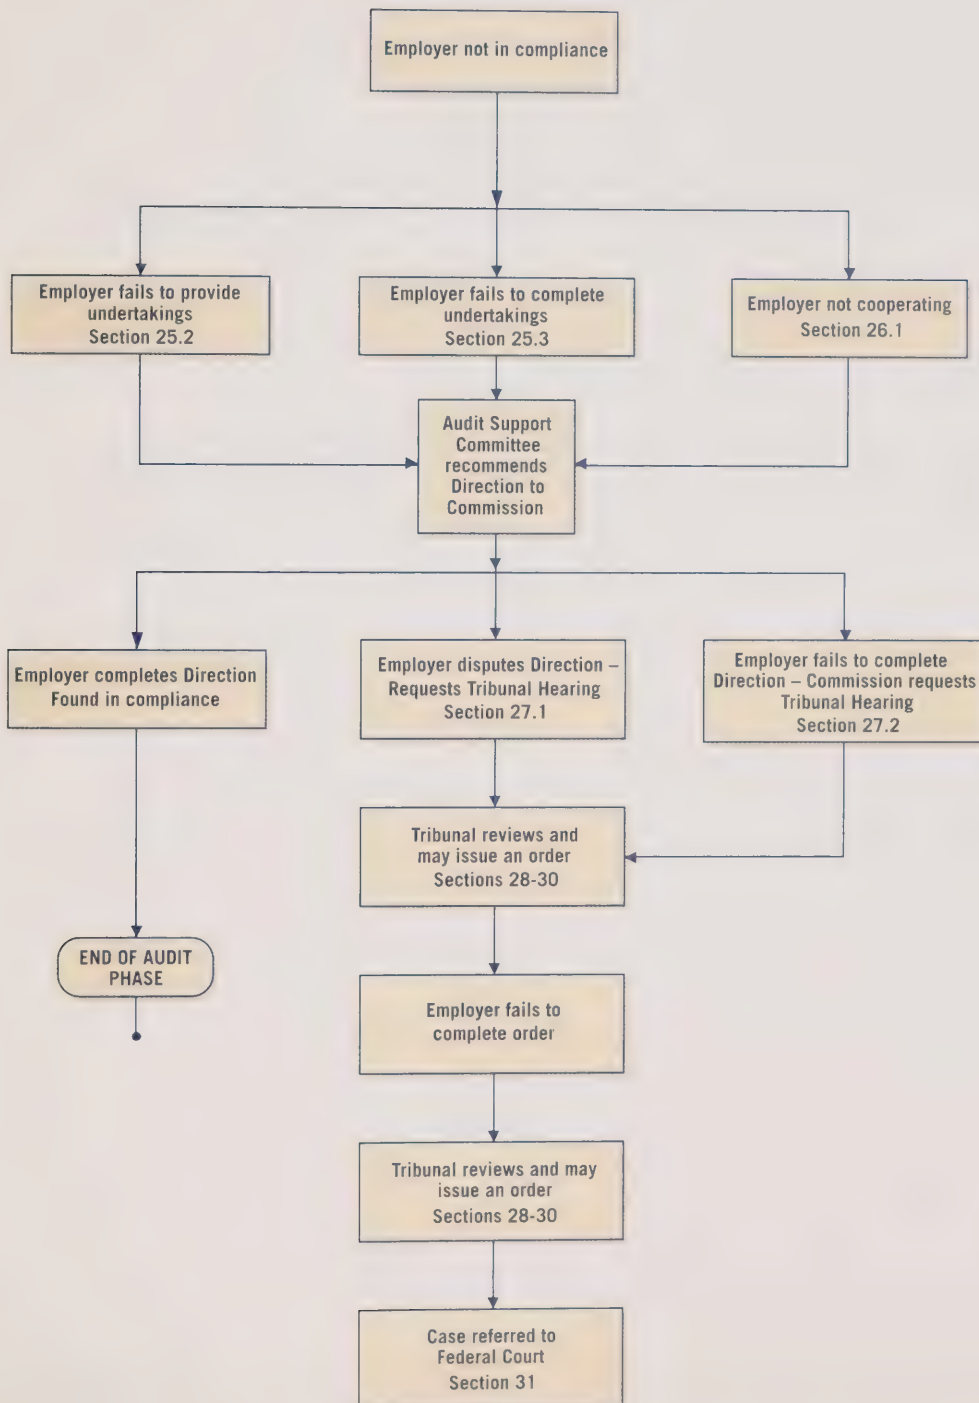 Employer not in compliance
Employer fails to provide
undertakings
Section 25.2
Employer fails to complete
undertakings
Section 25.3
Employer not cooperating
Section 26.1
Audit Support
Committee
recommends
Direction to
Commission
Employer completes Direction
Found in compliance
Employer disputes Direction –
Requests Tribunal Hearing
Section 27.1
Employer fails to complete
Direction – Commission requests
Tribunal Hearing
Section 27.2
Tribunal reviews and
may issue an order
Sections 28-30
END OF AUDIT
PHASE
Employer fails to
complete order
Tribunal reviews and may
issue an order
Sections 28-30
Case referred to
Federal Court
Section 31